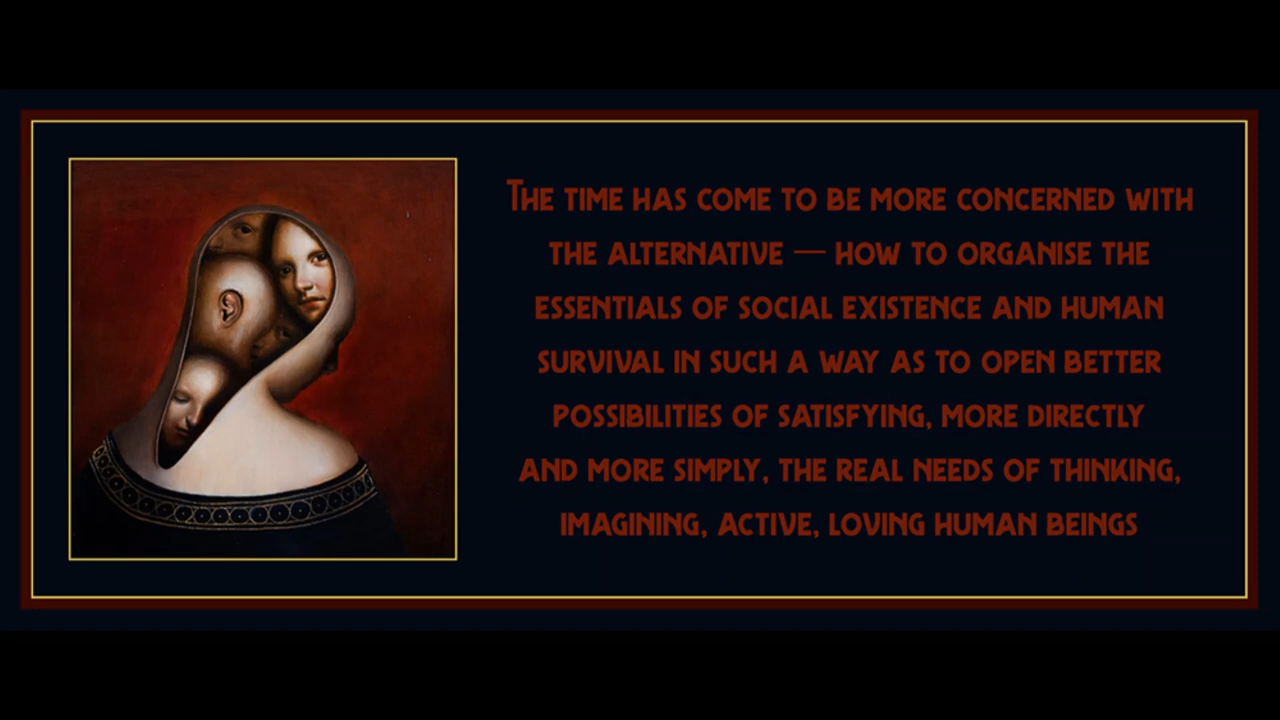 The time has come to be more concerned with
the alternative — how to organise the
essentials of social existence and human
survival in such a way as to open better
possibilities of satisfying, more directly
and more simply, the real needs of thinking,
imagining, active, loving human beings